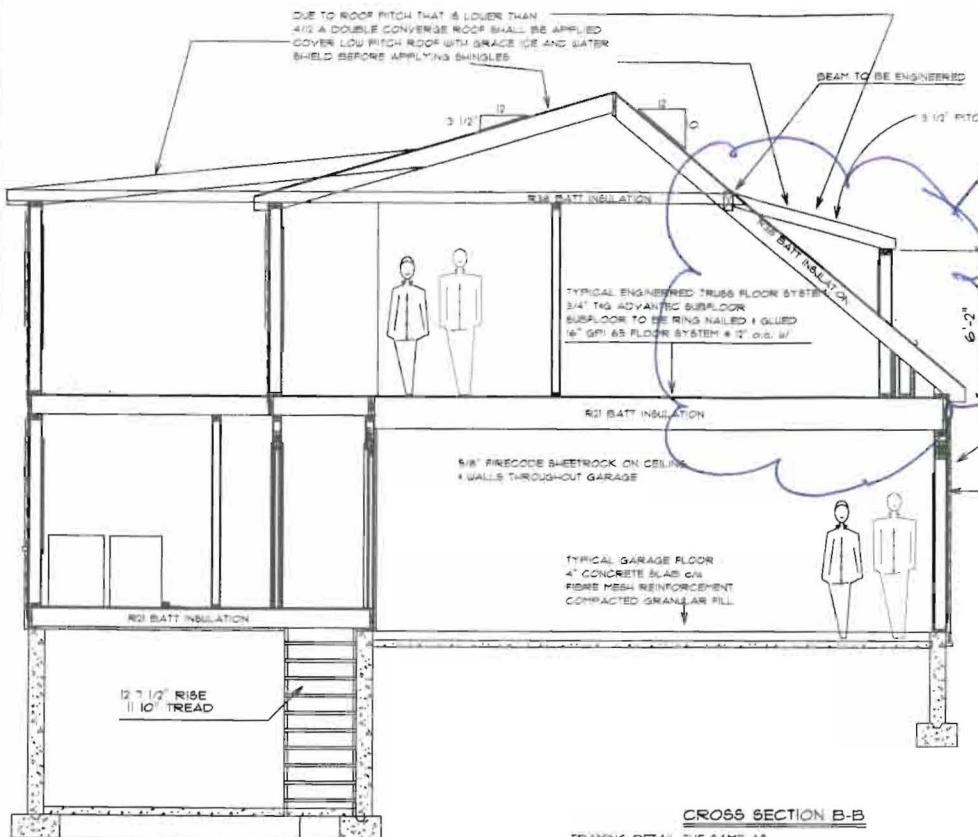 DUE TO ROOF PITCH THAT IS LOWER THAN
4/12 A DOUBLE CONVERGE ROOF SHALL BE APPLIED
COVER LOW PITCH ROOF WITH GRACE ICE AND WATER
SHIELD BEFORE APPLYING SHINGLES
BEAM TO BE ENGINEERED
12
3 1/2"
12
3 1/2" PITC
R38 BATT INSULATION
R38 BATT INSULATION
TYPICAL ENGINEERED TRUSS FLOOR SYSTEM
3/4" T&G ADVANTEC SUBFLOOR
SUBFLOOR TO BE RING NAILED & GLUED
16" GPI 65 FLOOR SYSTEM @ 12" o.c. W/
6'-2"
R21 BATT INSULATION
5/8" FIRECODE SHEETROCK ON CEILING
& WALLS THROUGHOUT GARAGE
TYPICAL GARAGE FLOOR
4" CONCRETE SLAB c/w
FIBRE MESH REINFORCEMENT
COMPACTED GRANULAR FILL
R21 BATT INSULATION
12 7 1/2" RISE
11 10" TREAD
CROSS SECTION B-B